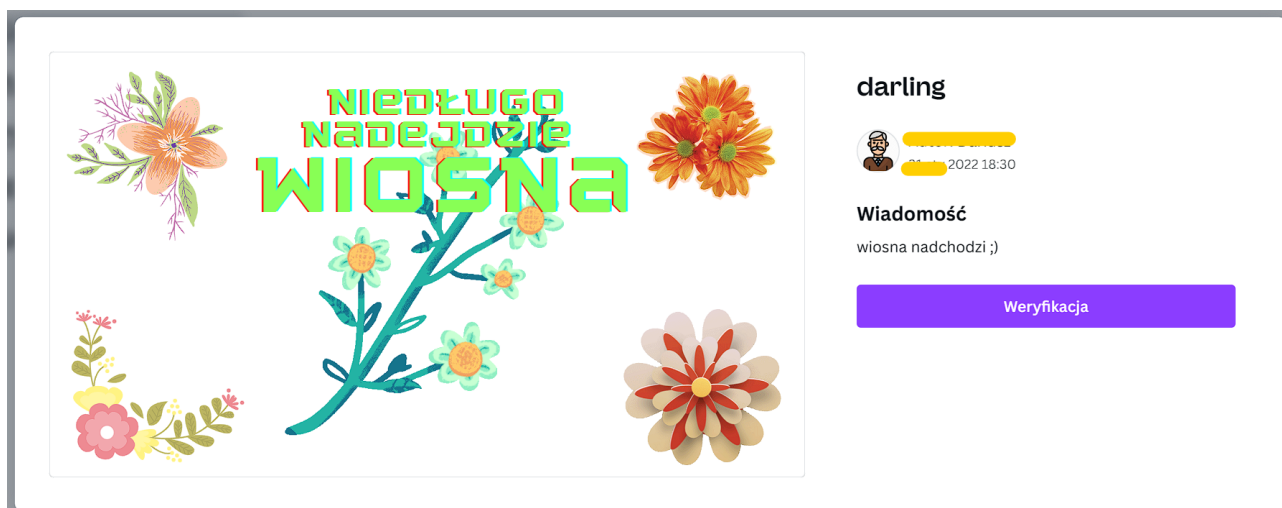 NIEDŁUGO
NADEJDZIE
WIOSNA
darling
2022 18:30
Wiadomość
wiosna nadchodzi ;)
Weryfikacja